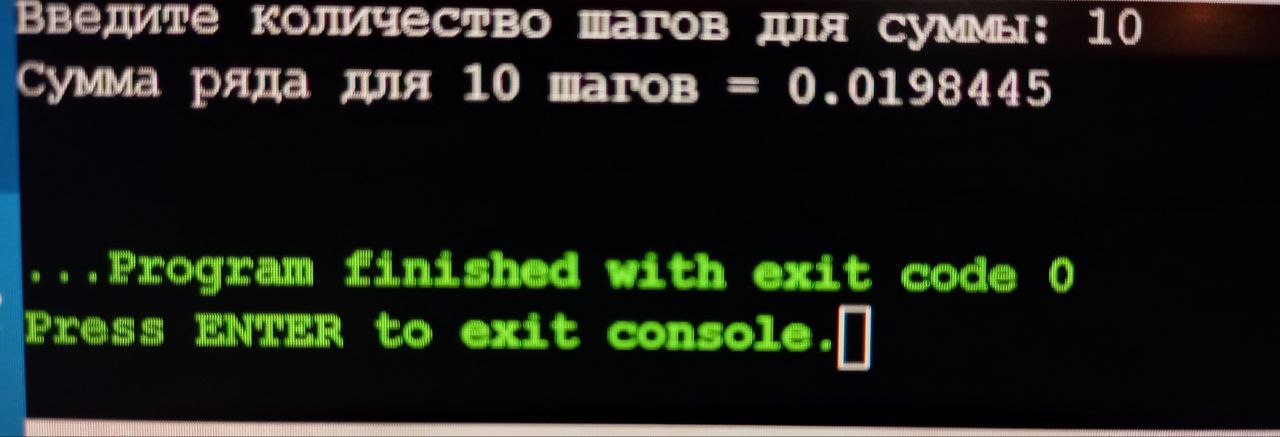 Введите количество шагов для суммы: 10
Сумма ряда для 10 шагов = 0.0198445
...Program finished with exit code 0
Press ENTER to exit console.